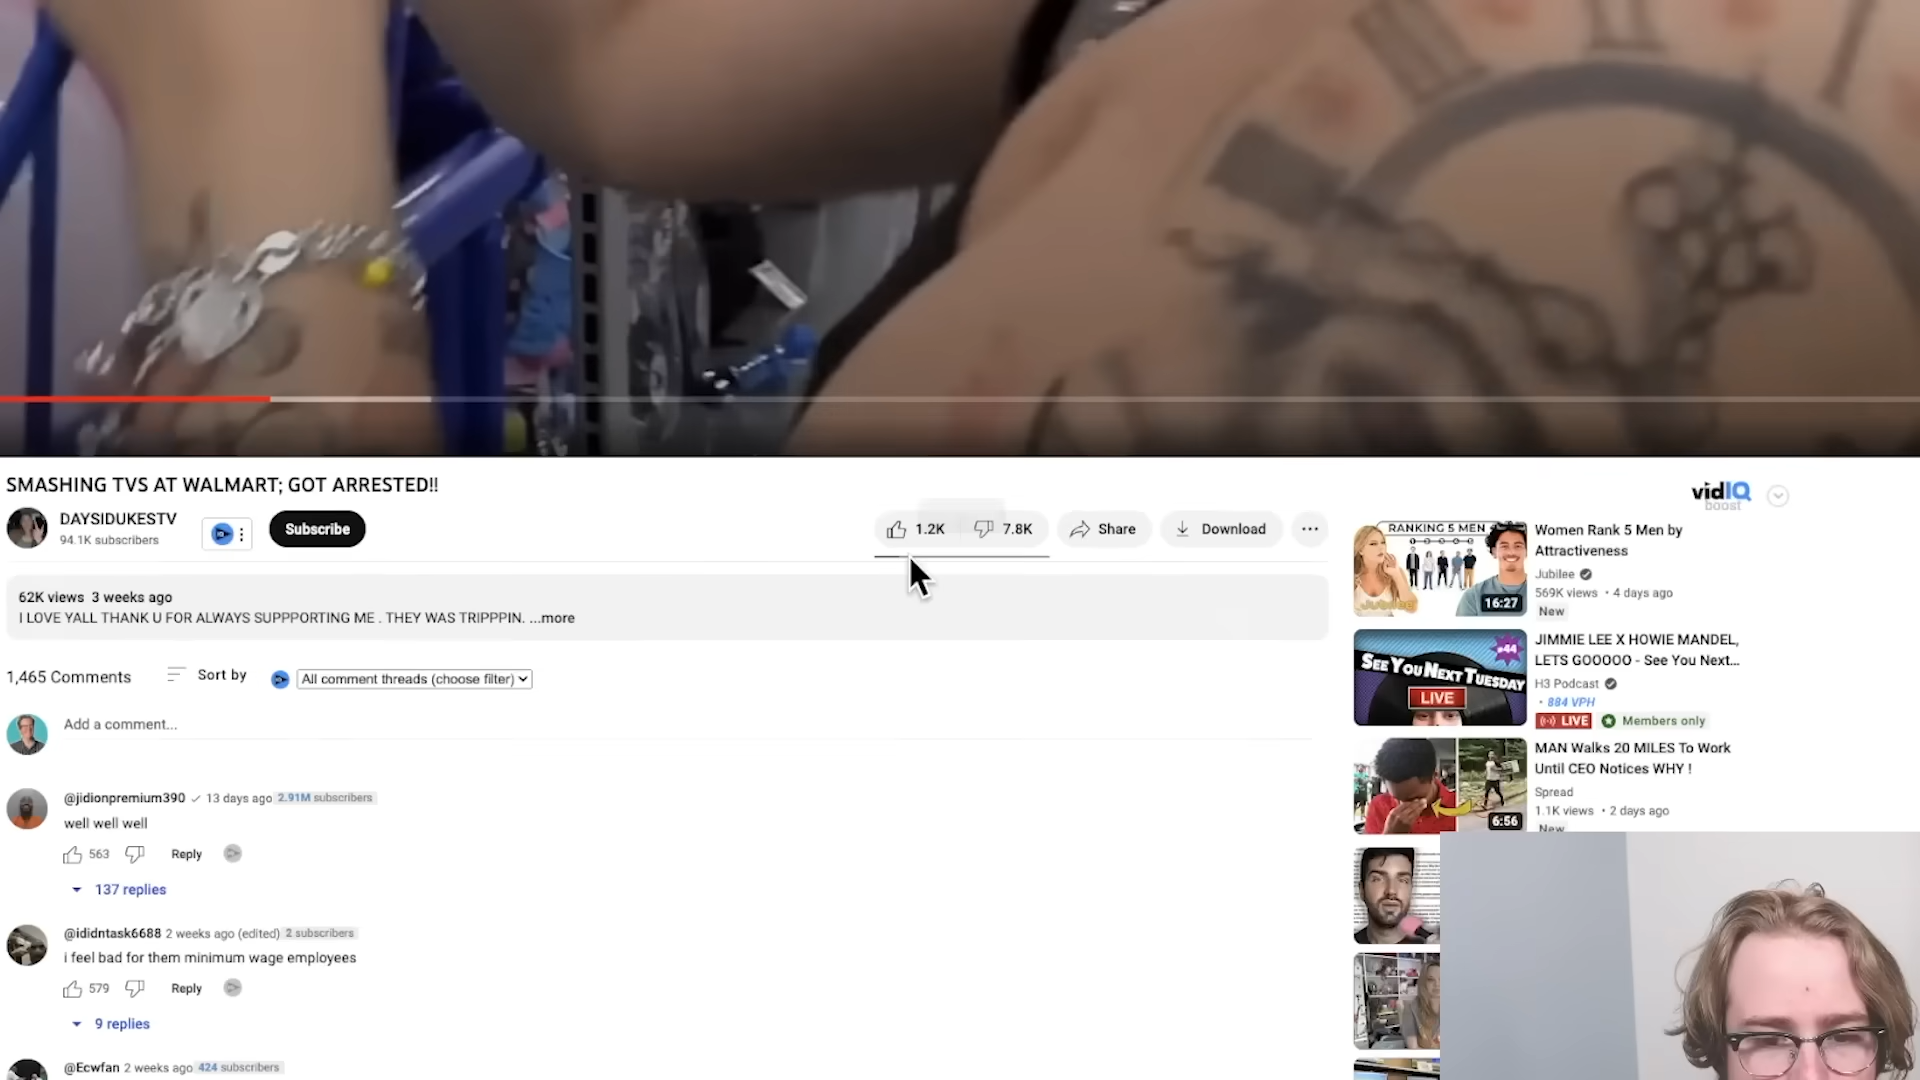 SMASHING TVS AT WALMART; GOT ARRESTED!!
DAYSIDUKESTV
94.1K subscribers
Subscribe
1.2K
7.8K
Share
Download
62K views 3 weeks ago
I LOVE YALL THANK U FOR ALWAYS SUPPPORTING ME . THEY WAS TRIPPPIN. ...more
1,465 Comments
Sort by
All comment threads (choose filter)
Add a comment...
@jidionpremium390 13 days ago 2.91M subscribers
well well well
563
Reply
137 replies
@ididntask6688 2 weeks ago (edited) 2 subscribers
i feel bad for them minimum wage employees
579
Reply
9 replies
@Ecwfan 2 weeks ago 424 subscribers
vidIQ
boost
RANKING 5 MEN
Jubilee
16:27
Women Rank 5 Men by
Attractiveness
Jubilee
569K views • 4 days ago
New
#44
SEE YOU NEXT TUESDAY
LIVE
JIMMIE LEE X HOWIE MANDEL,
LETS GOOOOO - See You Next...
H3 Podcast
• 884 VPH
LIVE
Members only
6:56
MAN Walks 20 MILES To Work
Until CEO Notices WHY !
Spread
1.1K views • 2 days ago
New